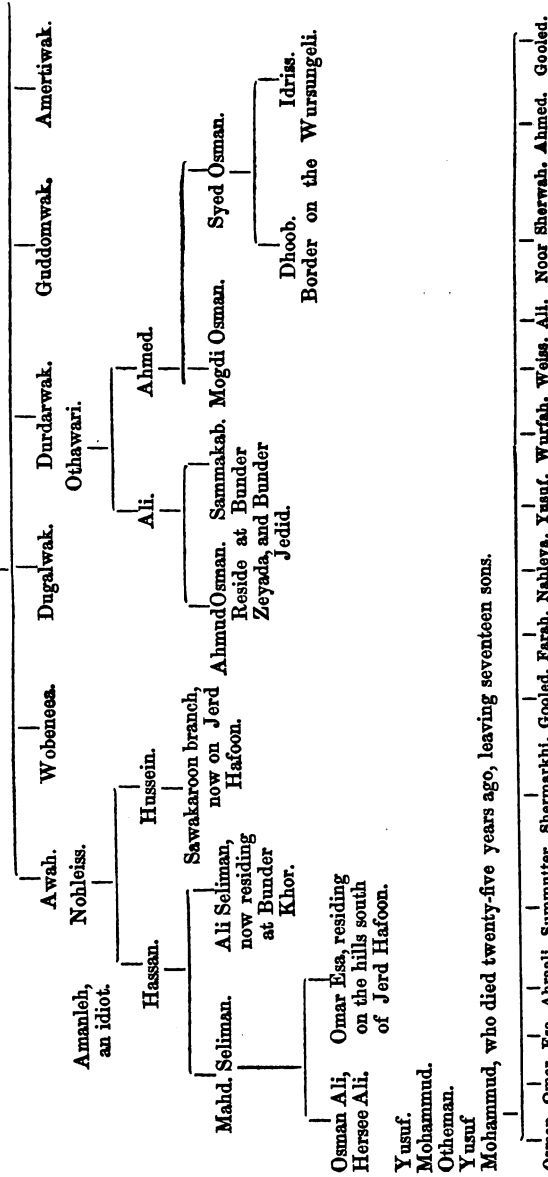 Awah. Wobeneea. Dugalwak. Durdarwak. Guddomwak. Amertiwak.
Amanleh, Nohleiss. Othawari.
an idiot.
Hassan. Hussein. Ali. Ahmed.
Mahd. Seliman. Ali Seliman, Sawakaroon branch, Ahmud Osman. Sammakab. Mogdi Osman. Syed Osman.
now residing now on Jerd Reside at Bunder
at Bunder Hafoon. Zeyada, and Bunder
Khor. Jedid.
Dhoob. Idriss.
Border on the Wursungeli.
Osman Ali, Omar Esa, residing
Hersee Ali. on the hills south
of Jerd Hafoon.
Yusuf.
Mohammud.
Otheman.
Yusuf
Mohammud, who died twenty-five years ago, leaving seventeen sons.
Osman. Omar. Esa. Abreeli. Shermarkhi. Gooled. Farah. Nahleya. Yusuf. Wurfah. Weiss. Ali. Noor Sherwah. Ahmed. Gooled.